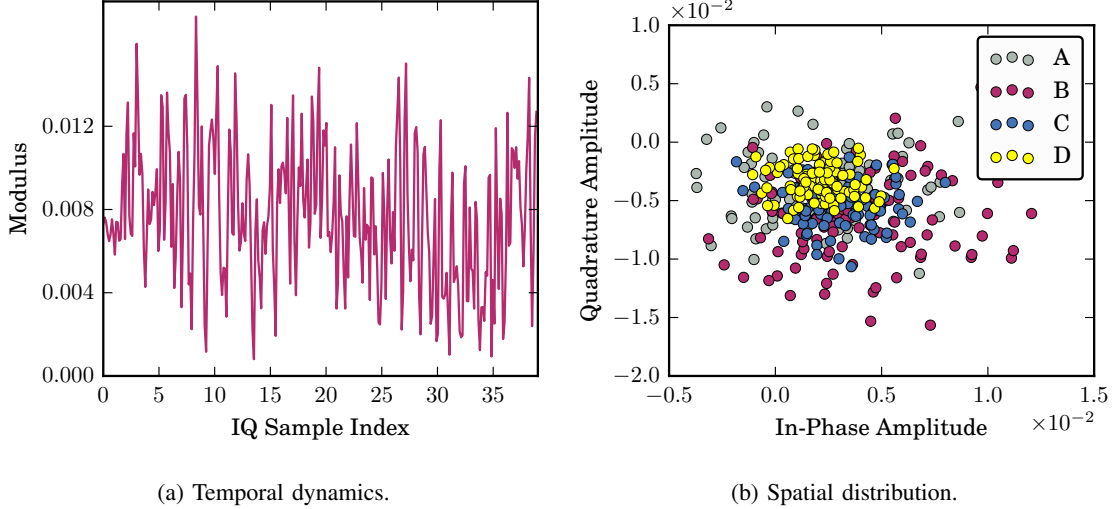 0.012
0.008
0.004
0.000
Modulus
0 5 10 15 20 25 30 35
IQ Sample Index
(a) Temporal dynamics.
×10−2
1.0
0.5
0.0
−0.5
−1.0
−1.5
−2.0
Quadrature Amplitude
A
B
C
D
−0.5 0.0 0.5 1.0 1.5
In-Phase Amplitude
×10−2
(b) Spatial distribution.